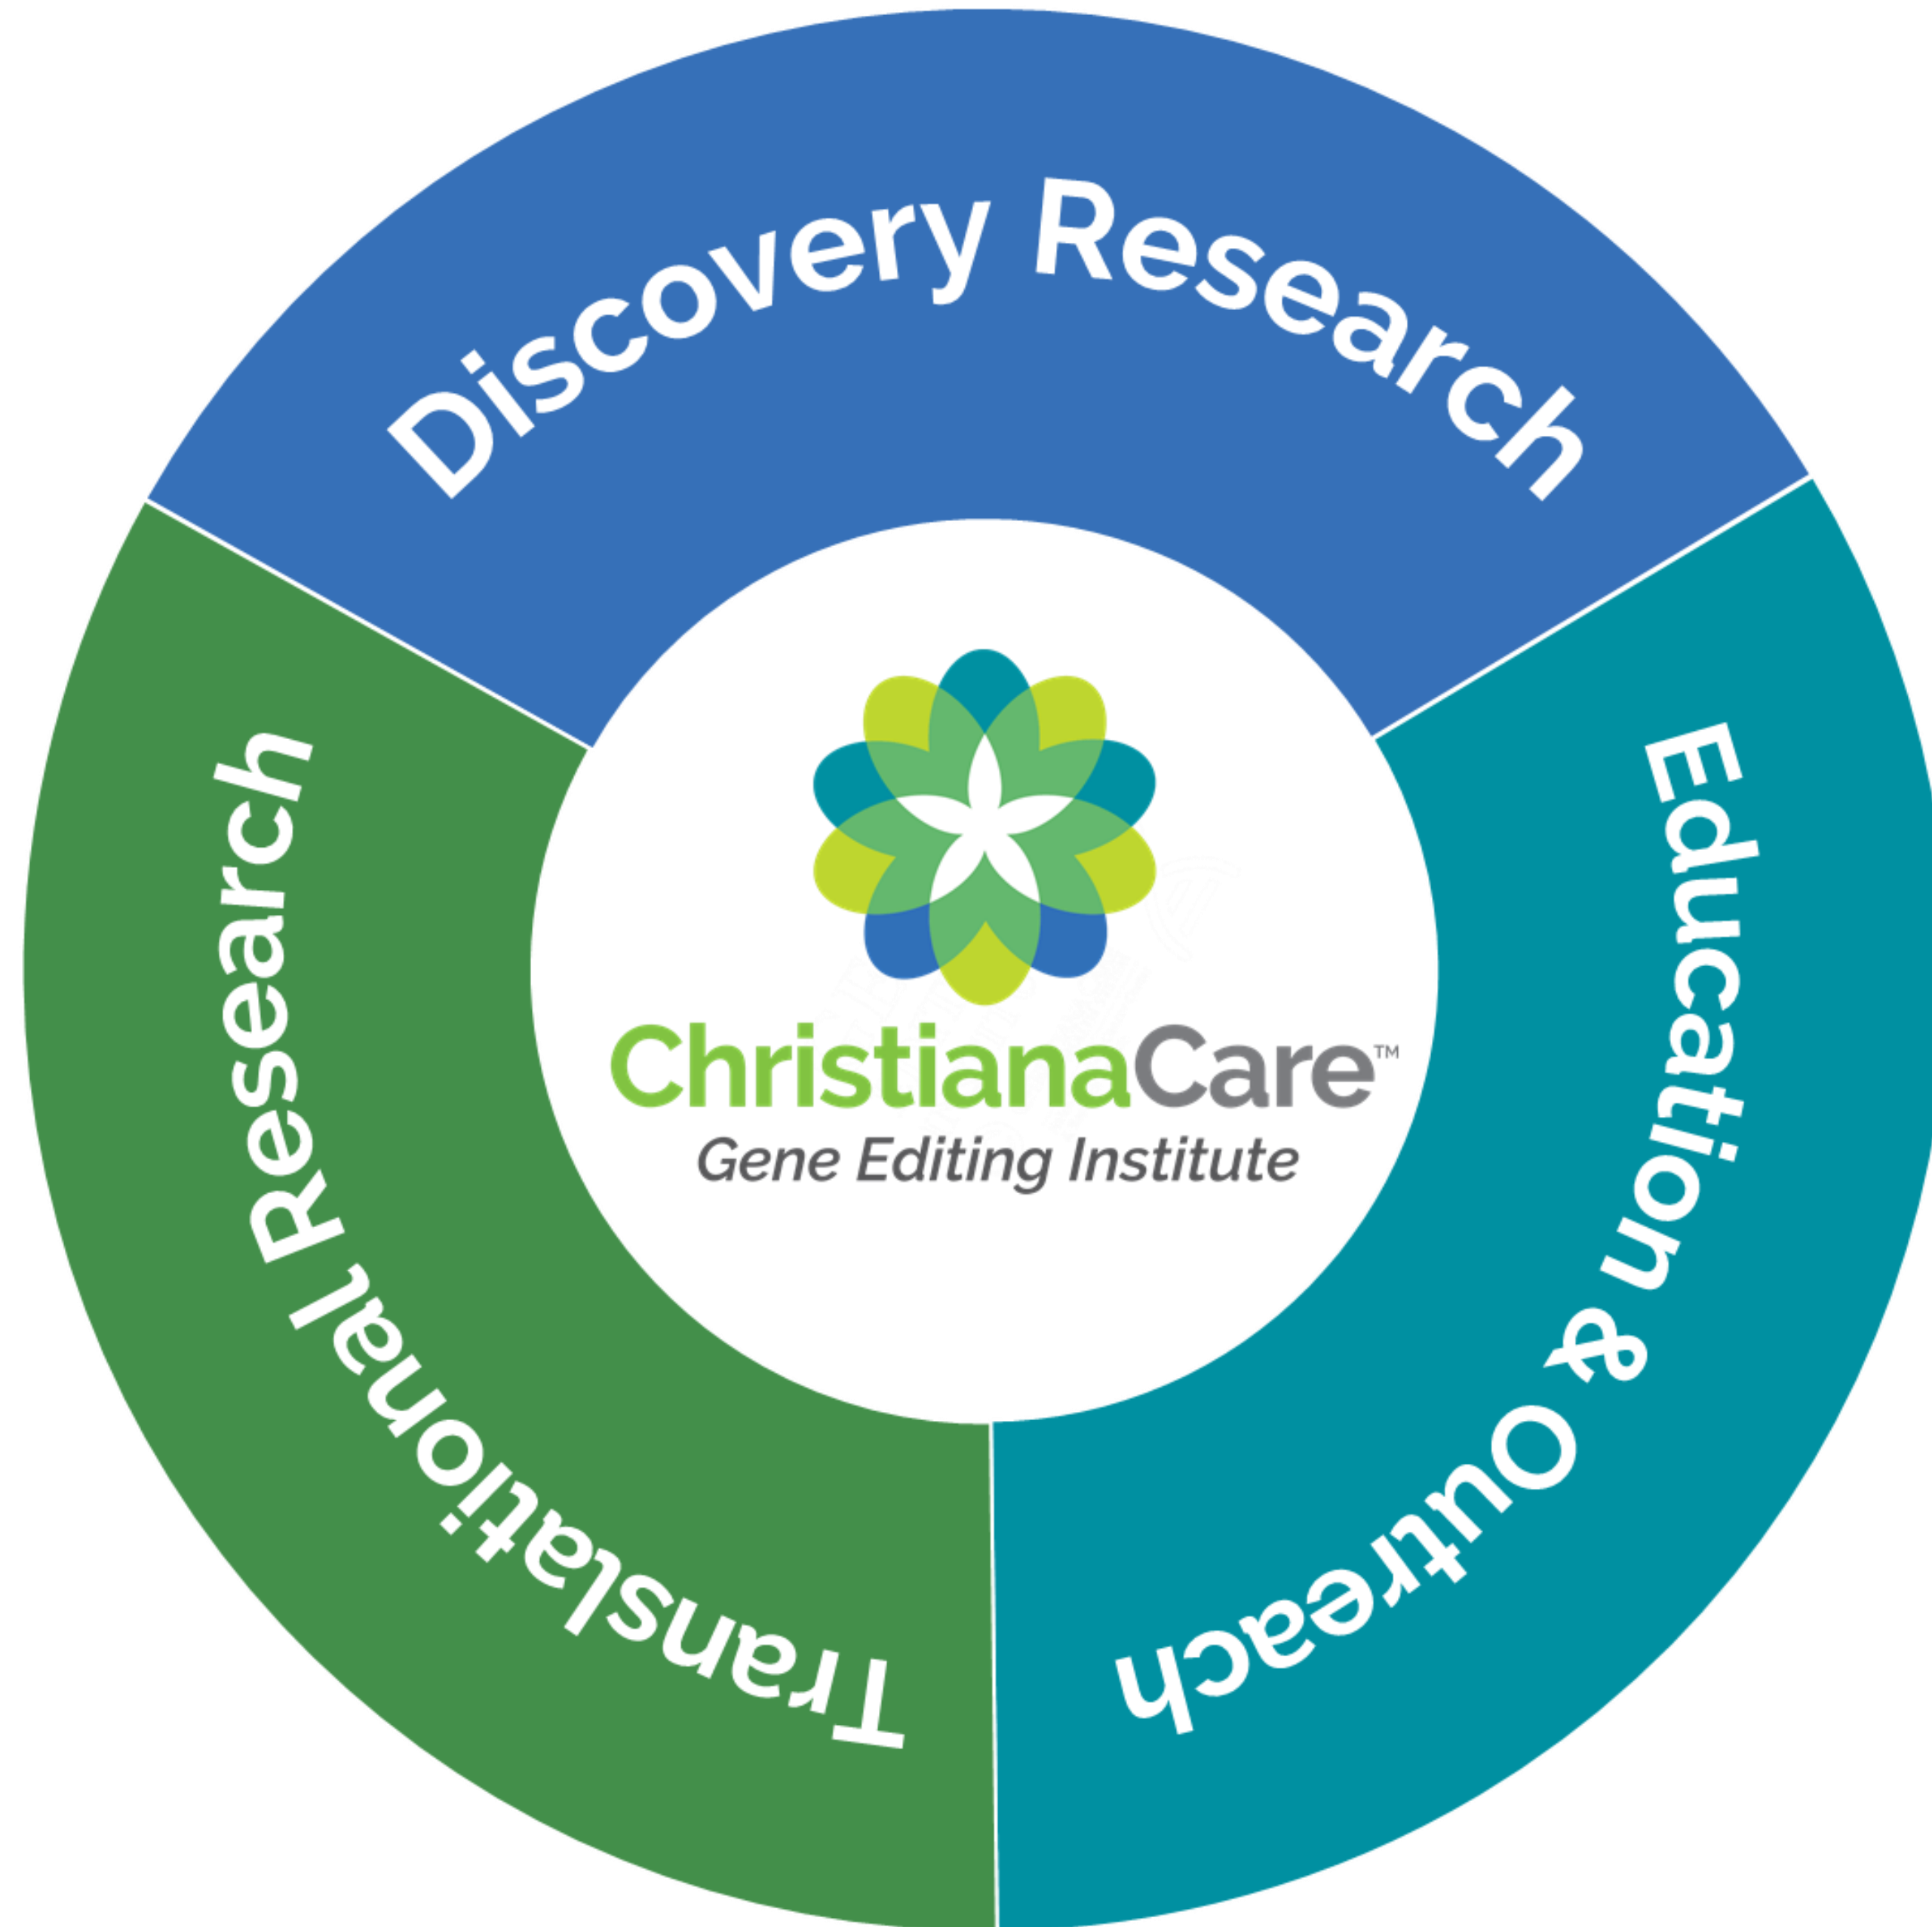 Discovery Research
Education & Outreach
Translational Research
ChristianaCare™
Gene Editing Institute